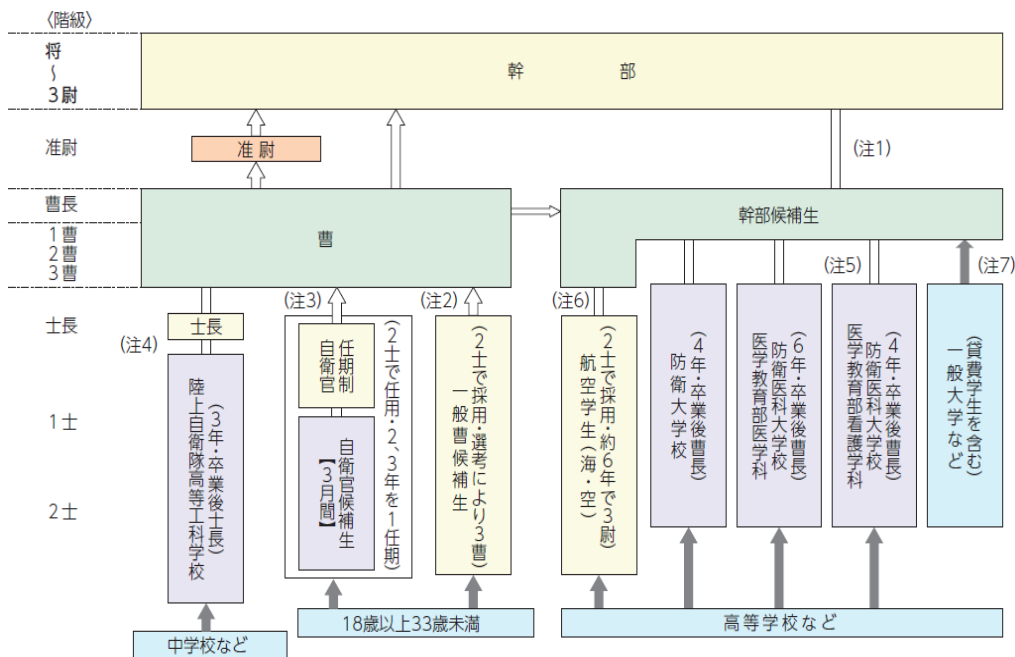 〈階級〉
将
～
3尉
幹部
准尉
准尉
(注1)
曹長
1曹
2曹
3曹
曹
幹部候補生
(注3)
(注2)
(注6)
(注5)
(注7)
士長
(注4)
士長
1士
2士
陸上自衛隊高等工科学校
(3年・卒業後士長)
任期制
自衛官
自衛官候補生
【3月間】
(2士で任用・2、3年を1任期)
一般曹候補生
(2士で採用・選考により3曹)
航空学生(海・空)
(2士で採用・約6年で3尉)
防衛大学校
(4年・卒業後曹長)
防衛医科大学校
医学教育部医学科
(6年・卒業後曹長)
防衛医科大学校
医学教育部看護学科
(4年・卒業後曹長)
一般大学など
(貸費学生を含む)
中学校など
18歳以上33歳未満
高等学校など